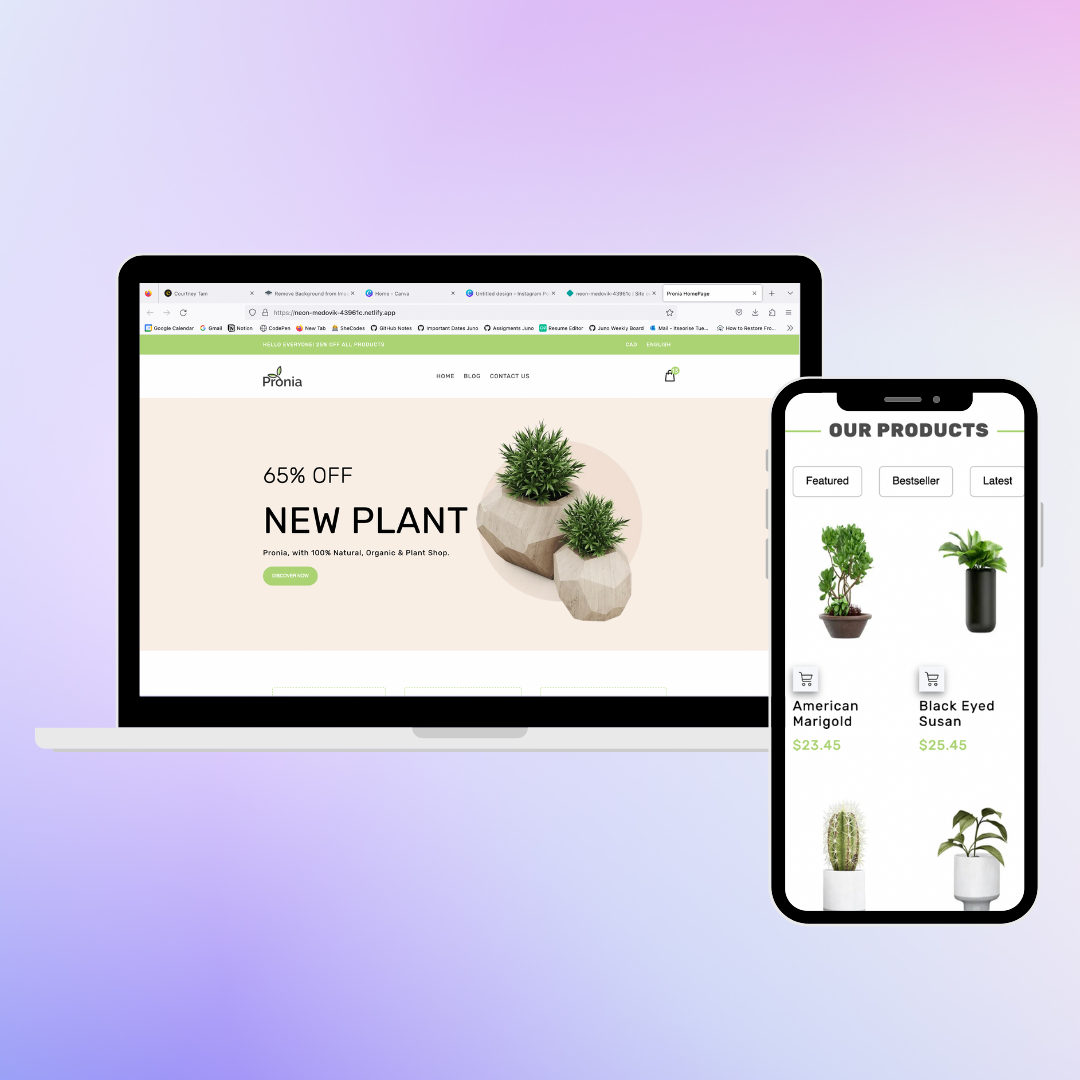 Courtney Tam
Remove Background from Imag
Home - Canva
Untitled design - Instagram Po
neon-medovik-43961c | Site o
Pronia HomePage
https://neon-medovik-43961c.netlify.app
Google Calendar
Gmail
Notion
CodePen
New Tab
SheCodes
GitHub Notes
Important Dates Juno
Assigments Juno
Resume Editor
Juno Weekly Board
Mail - ltneorise Tue...
How to Restore Fro...
HELLO EVERYONE! 25% OFF ALL PRODUCTS
CAD
ENGLISH
Pronia
HOME
BLOG
CONTACT US
65% OFF
NEW PLANT
Pronia, with 100% Natural, Organic & Plant Shop.
DISCOVER NOW
OUR PRODUCTS
Featured
Bestseller
Latest
American
Marigold
$23.45
Black Eyed
Susan
$25.45